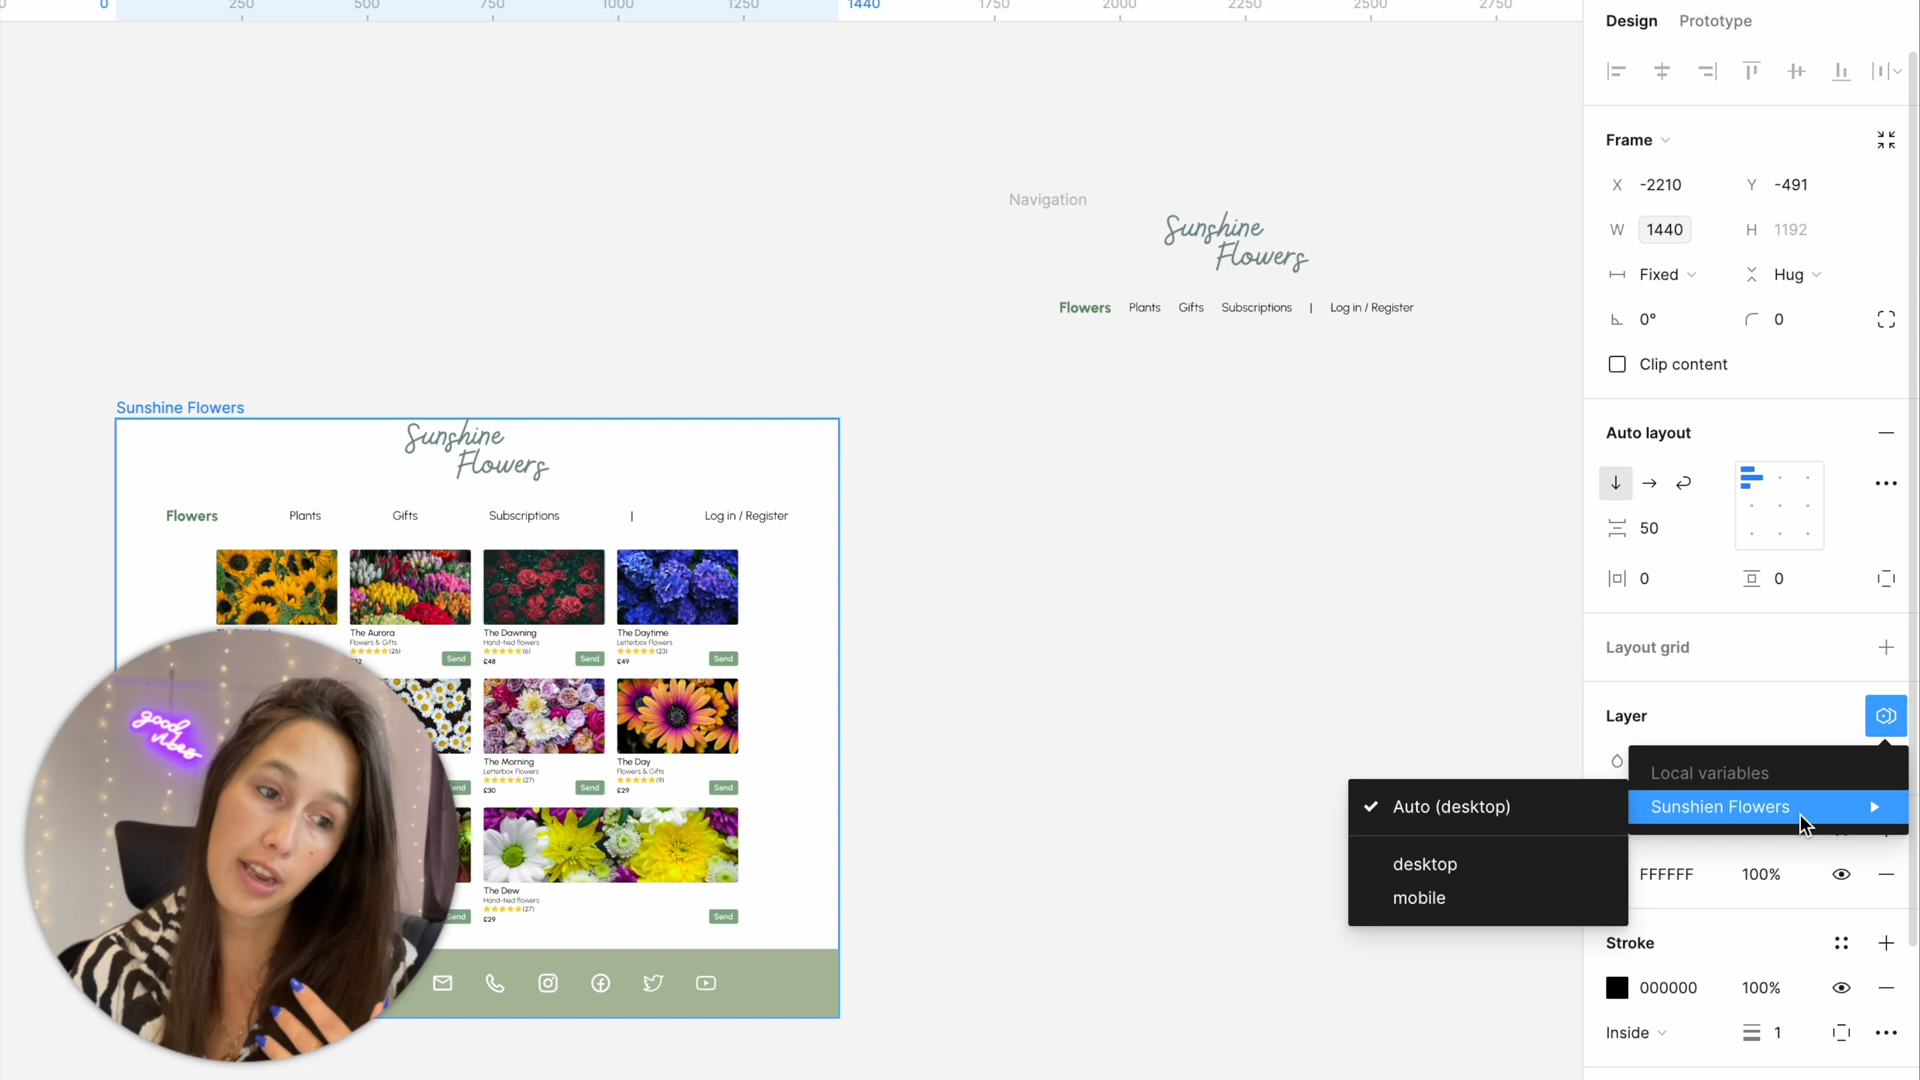 0 250 500 750 1000 1250 1440 1750 2000 2250 2500 2750
Design Prototype
Frame
X -2210 Y -491
W 1440 H 1192
Fixed Hug
0° 0
Clip content
Auto layout
50
0 0
Layout grid
Layer
Local variables
Sunshien Flowers
Auto (desktop)
desktop
mobile
FFFFFF 100%
Stroke
000000 100%
Inside 1
Navigation
Sunshine
Flowers
Flowers Plants Gifts Subscriptions | Log in / Register
Sunshine Flowers
Sunshine
Flowers
Flowers Plants Gifts Subscriptions | Log in / Register
The Aurora
Flowers & Gifts
(26)
Send
The Dawning
Hand-tied flowers
(6)
£48
Send
The Daytime
Letterbox Flowers
(23)
£49
Send
The Morning
Letterbox Flowers
(27)
£30
Send
The Day
Flowers & Gifts
(9)
£29
Send
The Dew
Hand-tied flowers
(27)
£29
Send
good
vibes